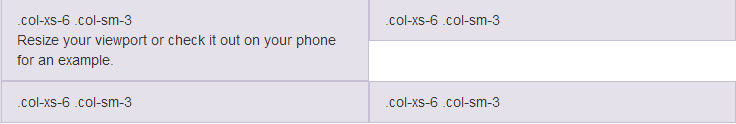 .col-xs-6 .col-sm-3
Resize your viewport or check it out on your phone
for an example.
.col-xs-6 .col-sm-3
.col-xs-6 .col-sm-3
.col-xs-6 .col-sm-3